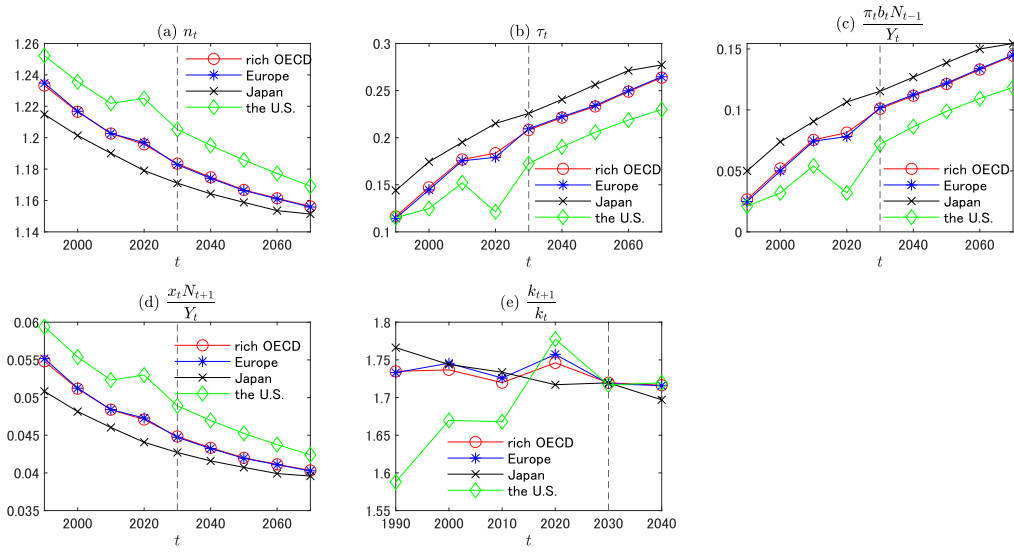 (a) n_t
1.26
1.24
1.22
1.2
1.18
1.16
1.14
2000 2020 2040 2060
t
rich OECD
Europe
Japan
the U.S.
(b) τ_t
0.3
0.25
0.2
0.15
0.1
2000 2020 2040 2060
t
rich OECD
Europe
Japan
the U.S.
(c) π_t b_t N_{t−1} / Y_t
0.15
0.1
0.05
0
2000 2020 2040 2060
t
rich OECD
Europe
Japan
the U.S.
(d) x_t N_{t+1} / Y_t
0.06
0.055
0.05
0.045
0.04
0.035
2000 2020 2040 2060
t
rich OECD
Europe
Japan
the U.S.
(e) k_{t+1} / k_t
1.8
1.75
1.7
1.65
1.6
1.55
1990 2000 2010 2020 2030 2040
t
rich OECD
Europe
Japan
the U.S.